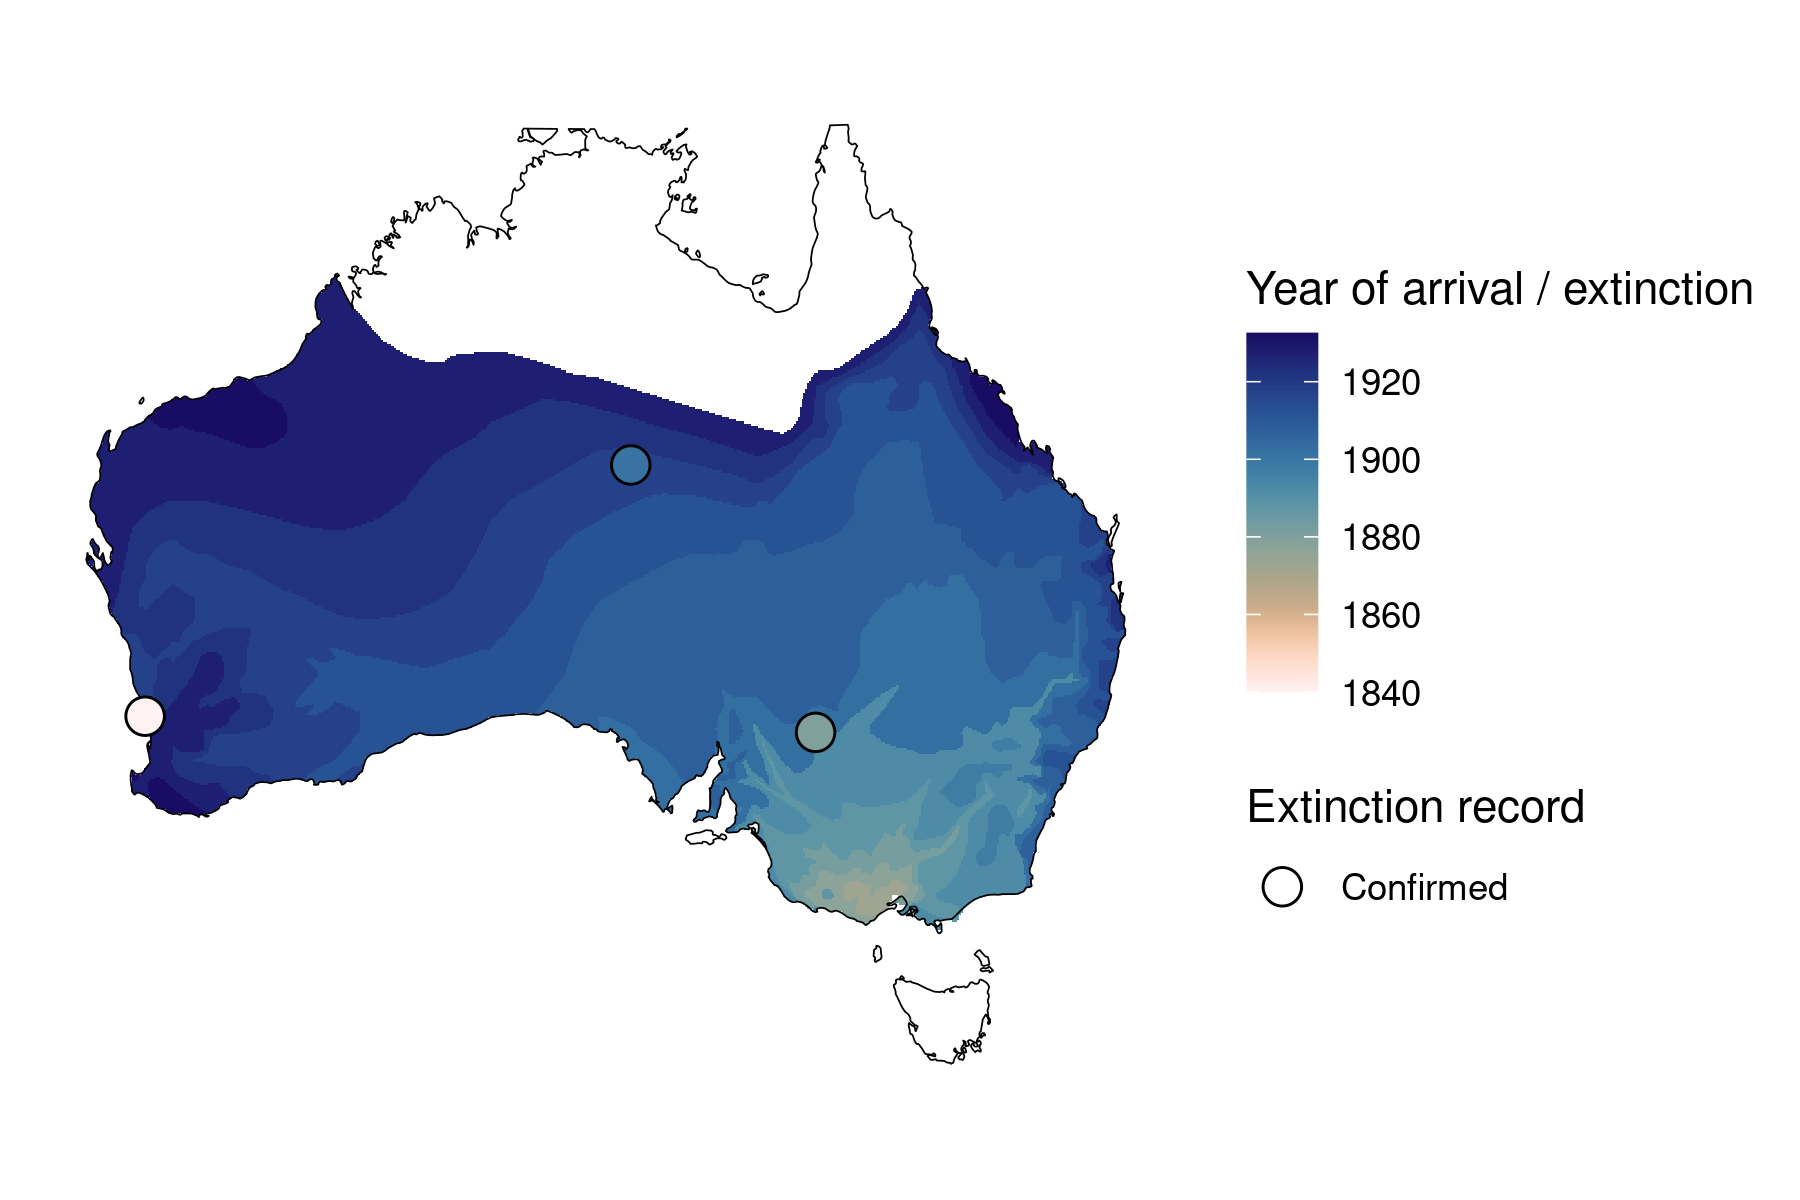 Year of arrival / extinction
1920
1900
1880
1860
1840
Extinction record
Confirmed